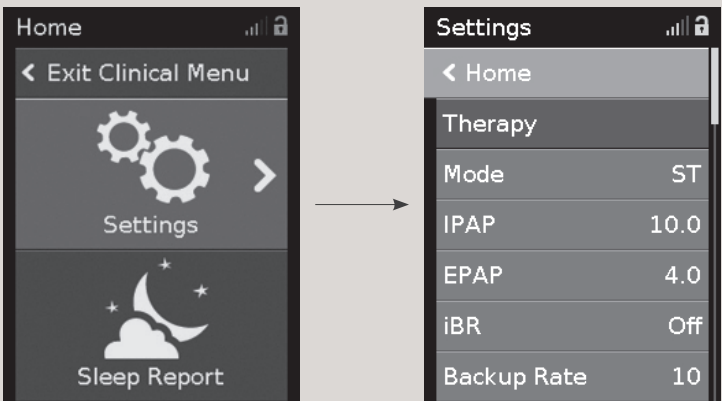 Home
Exit Clinical Menu
Settings
Sleep Report
Settings
Home
Therapy
Mode ST
IPAP 10.0
EPAP 4.0
iBR Off
Backup Rate 10